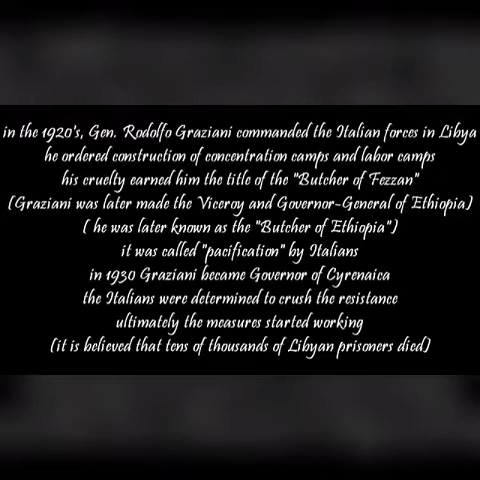 in the 1920's, Gen. Rodolfo Graziani commanded the Italian forces in Libya
he ordered construction of concentration camps and labor camps
his cruelty earned him the title of the "Butcher of Fezzan"
(Graziani was later made the Viceroy and Governor-General of Ethiopia)
( he was later known as the "Butcher of Ethiopia")
it was called "pacification" by Italians
in 1930 Graziani became Governor of Cyrenaica
the Italians were determined to crush the resistance
ultimately the measures started working
(it is believed that tens of thousands of Libyan prisoners died)